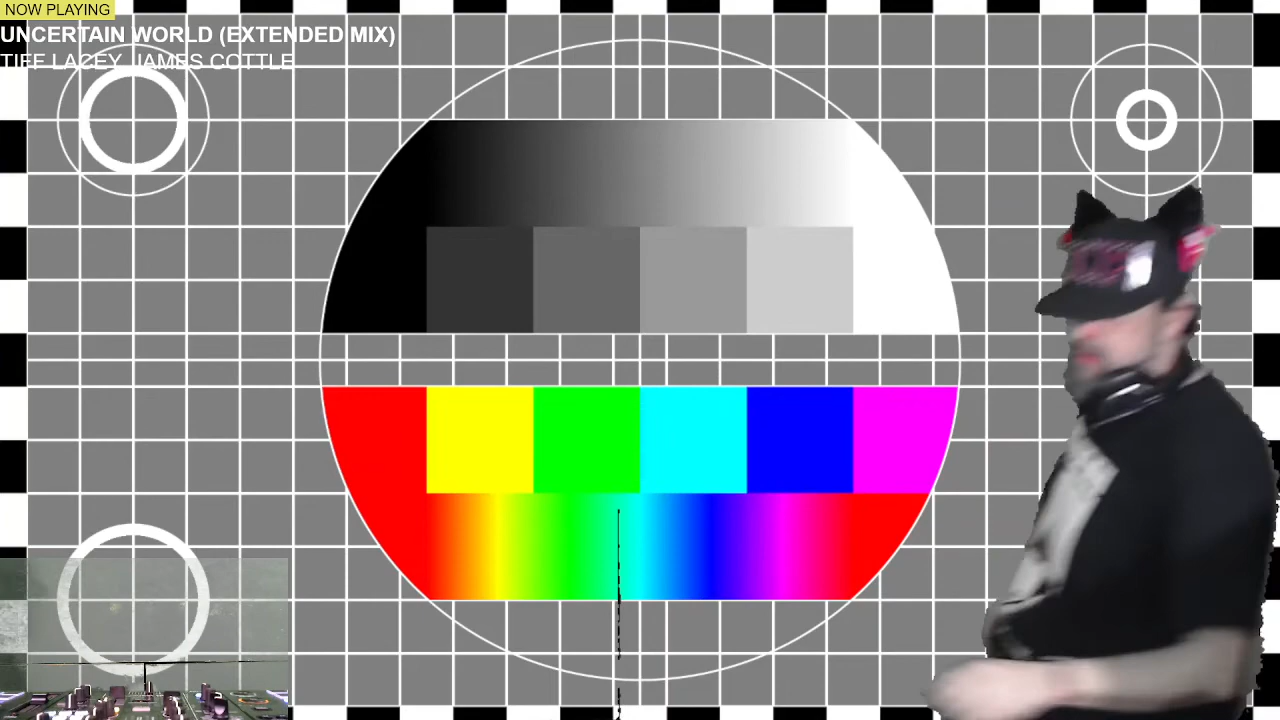 NOW PLAYING
UNCERTAIN WORLD (EXTENDED MIX)
TIFF LACEY, JAMES COTTLE